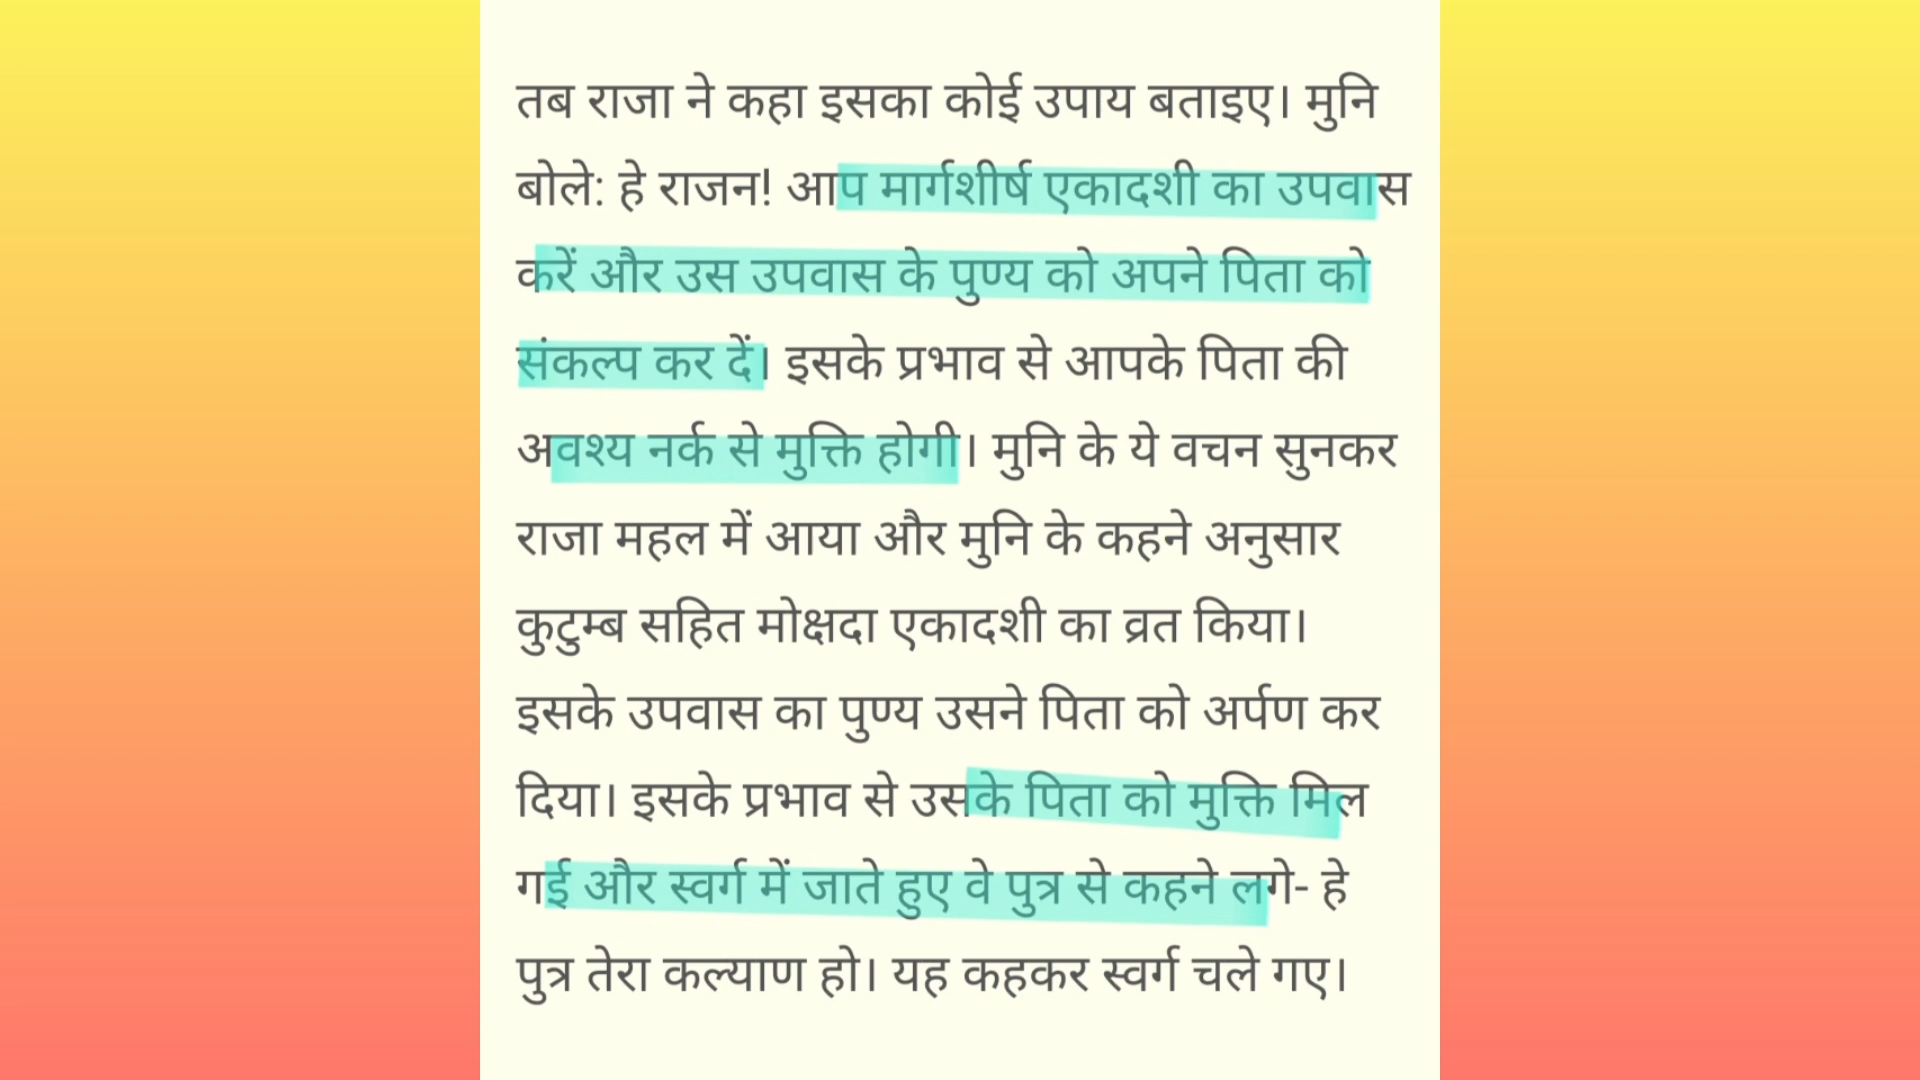 तब राजा ने कहा इसका कोई उपाय बताइए। मुनि
बोले: हे राजन! आप मार्गशीर्ष एकादशी का उपवास
करें और उस उपवास के पुण्य को अपने पिता को
संकल्प कर दें। इसके प्रभाव से आपके पिता की
अवश्य नर्क से मुक्ति होगी। मुनि के ये वचन सुनकर
राजा महल में आया और मुनि के कहने अनुसार
कुटुम्ब सहित मोक्षदा एकादशी का व्रत किया।
इसके उपवास का पुण्य उसने पिता को अर्पण कर
दिया। इसके प्रभाव से उसके पिता को मुक्ति मिल
गई और स्वर्ग में जाते हुए वे पुत्र से कहने लगे- हे
पुत्र तेरा कल्याण हो। यह कहकर स्वर्ग चले गए।